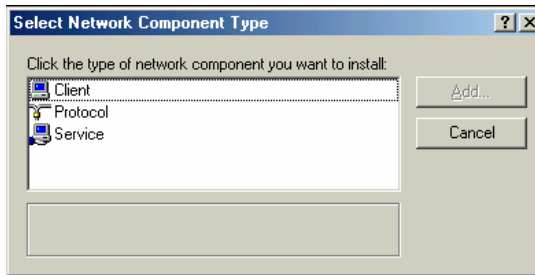 Select Network Component Type
Click the type of network component you want to install:
Client
Add...
Protocol
Service
Cancel